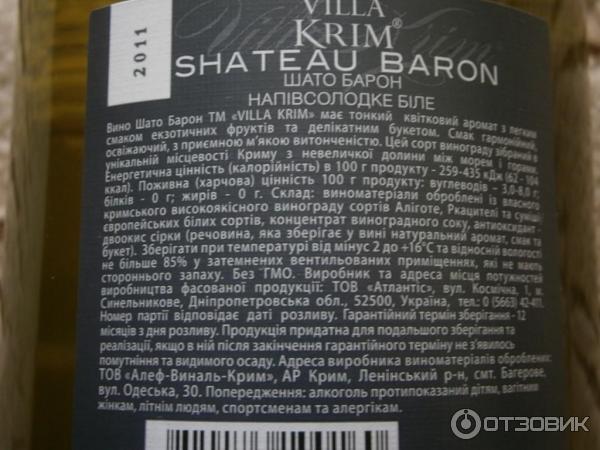 VILLA
KRIM®
2011
SHATEAU BARON
ШАТО БАРОН
НАПІВСОЛОДКЕ БІЛЕ
Вино Шато Барон ТМ «VILLA KRIM» має тонкий квітковий аромат з легким
смаком екзотичних фруктів та делікатним букетом. Смак гармонійний,
освіжаючий, з приємною м'якою витонченістю. Цей сорт винограду зібраний в
унікальній місцевості Криму з невеличкої долини між морем і горами.
Енергетична цінність (калорійність) в 100 г продукту - 259-435 кДж (62 - 104
ккал). Поживна (харчова) цінність 100 г продукту: вуглеводів - 3,0-8,0 г;
білків - 0 г; жирів - 0 г. Склад: виноматеріали оброблені із власного
кримського високоякісного винограду сортів Аліготе, Ркацителі та суміші
європейських білих сортів, концентрат виноградного соку, антиоксидант -
двоокис сірки (речовина, яка зберігає у вині натуральний аромат, смак та
букет). Зберігати при температурі від мінус 2 до +16°С та відносній вологості
не більше 85% у затемнених вентильованих приміщеннях, які не мають
стороннього запаху. Без ГМО. Виробник та адреса місця потужностей
виробництва фасованої продукції: ТОВ «Атлантіс», вул. Космічна, 1, м.
Синельникове, Дніпропетровська обл., 52500, Україна, тел.: 0 (5663) 42-411.
Номер партії відповідає даті розливу. Гарантійний термін зберігання - 12
місяців з дня розливу. Продукція придатна для подальшого зберігання та
реалізації, якщо в ній після закінчення гарантійного терміну не з'явилось
помутніння та видимого осаду. Адреса виробника виноматеріалів оброблених:
ТОВ «Алеф-Виналь-Крим», АР Крим, Ленінський р-н, смт. Багерове,
вул. Одеська, 30. Попередження: алкоголь протипоказаний дітям, вагітним
жінкам, літнім людям, спортсменам та алергікам.
ОТЗОВИК